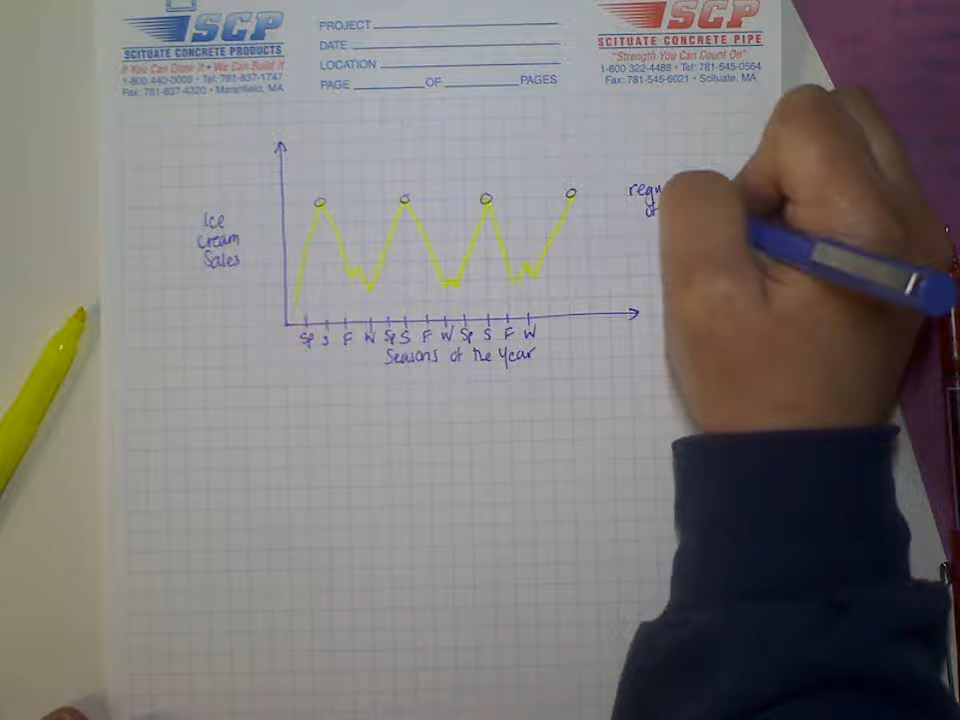 SCP
SCITUATE CONCRETE PRODUCTS
If You Can Draw It • We Can Build It
1-800-440-0009 • Tel: 781-837-1747
Fax: 781-837-4320 • Marshfield, MA
PROJECT
DATE
LOCATION
PAGE OF PAGES
SCP
SCITUATE CONCRETE PIPE
"Strength You Can Count On"
1-800 322-4488 • Tel: 781-545-0564
Fax: 781-545-6021 • Scituate, MA
Ice
Cream
Sales
Sp S F W Sp S F W Sp S F W
Seasons of the Year